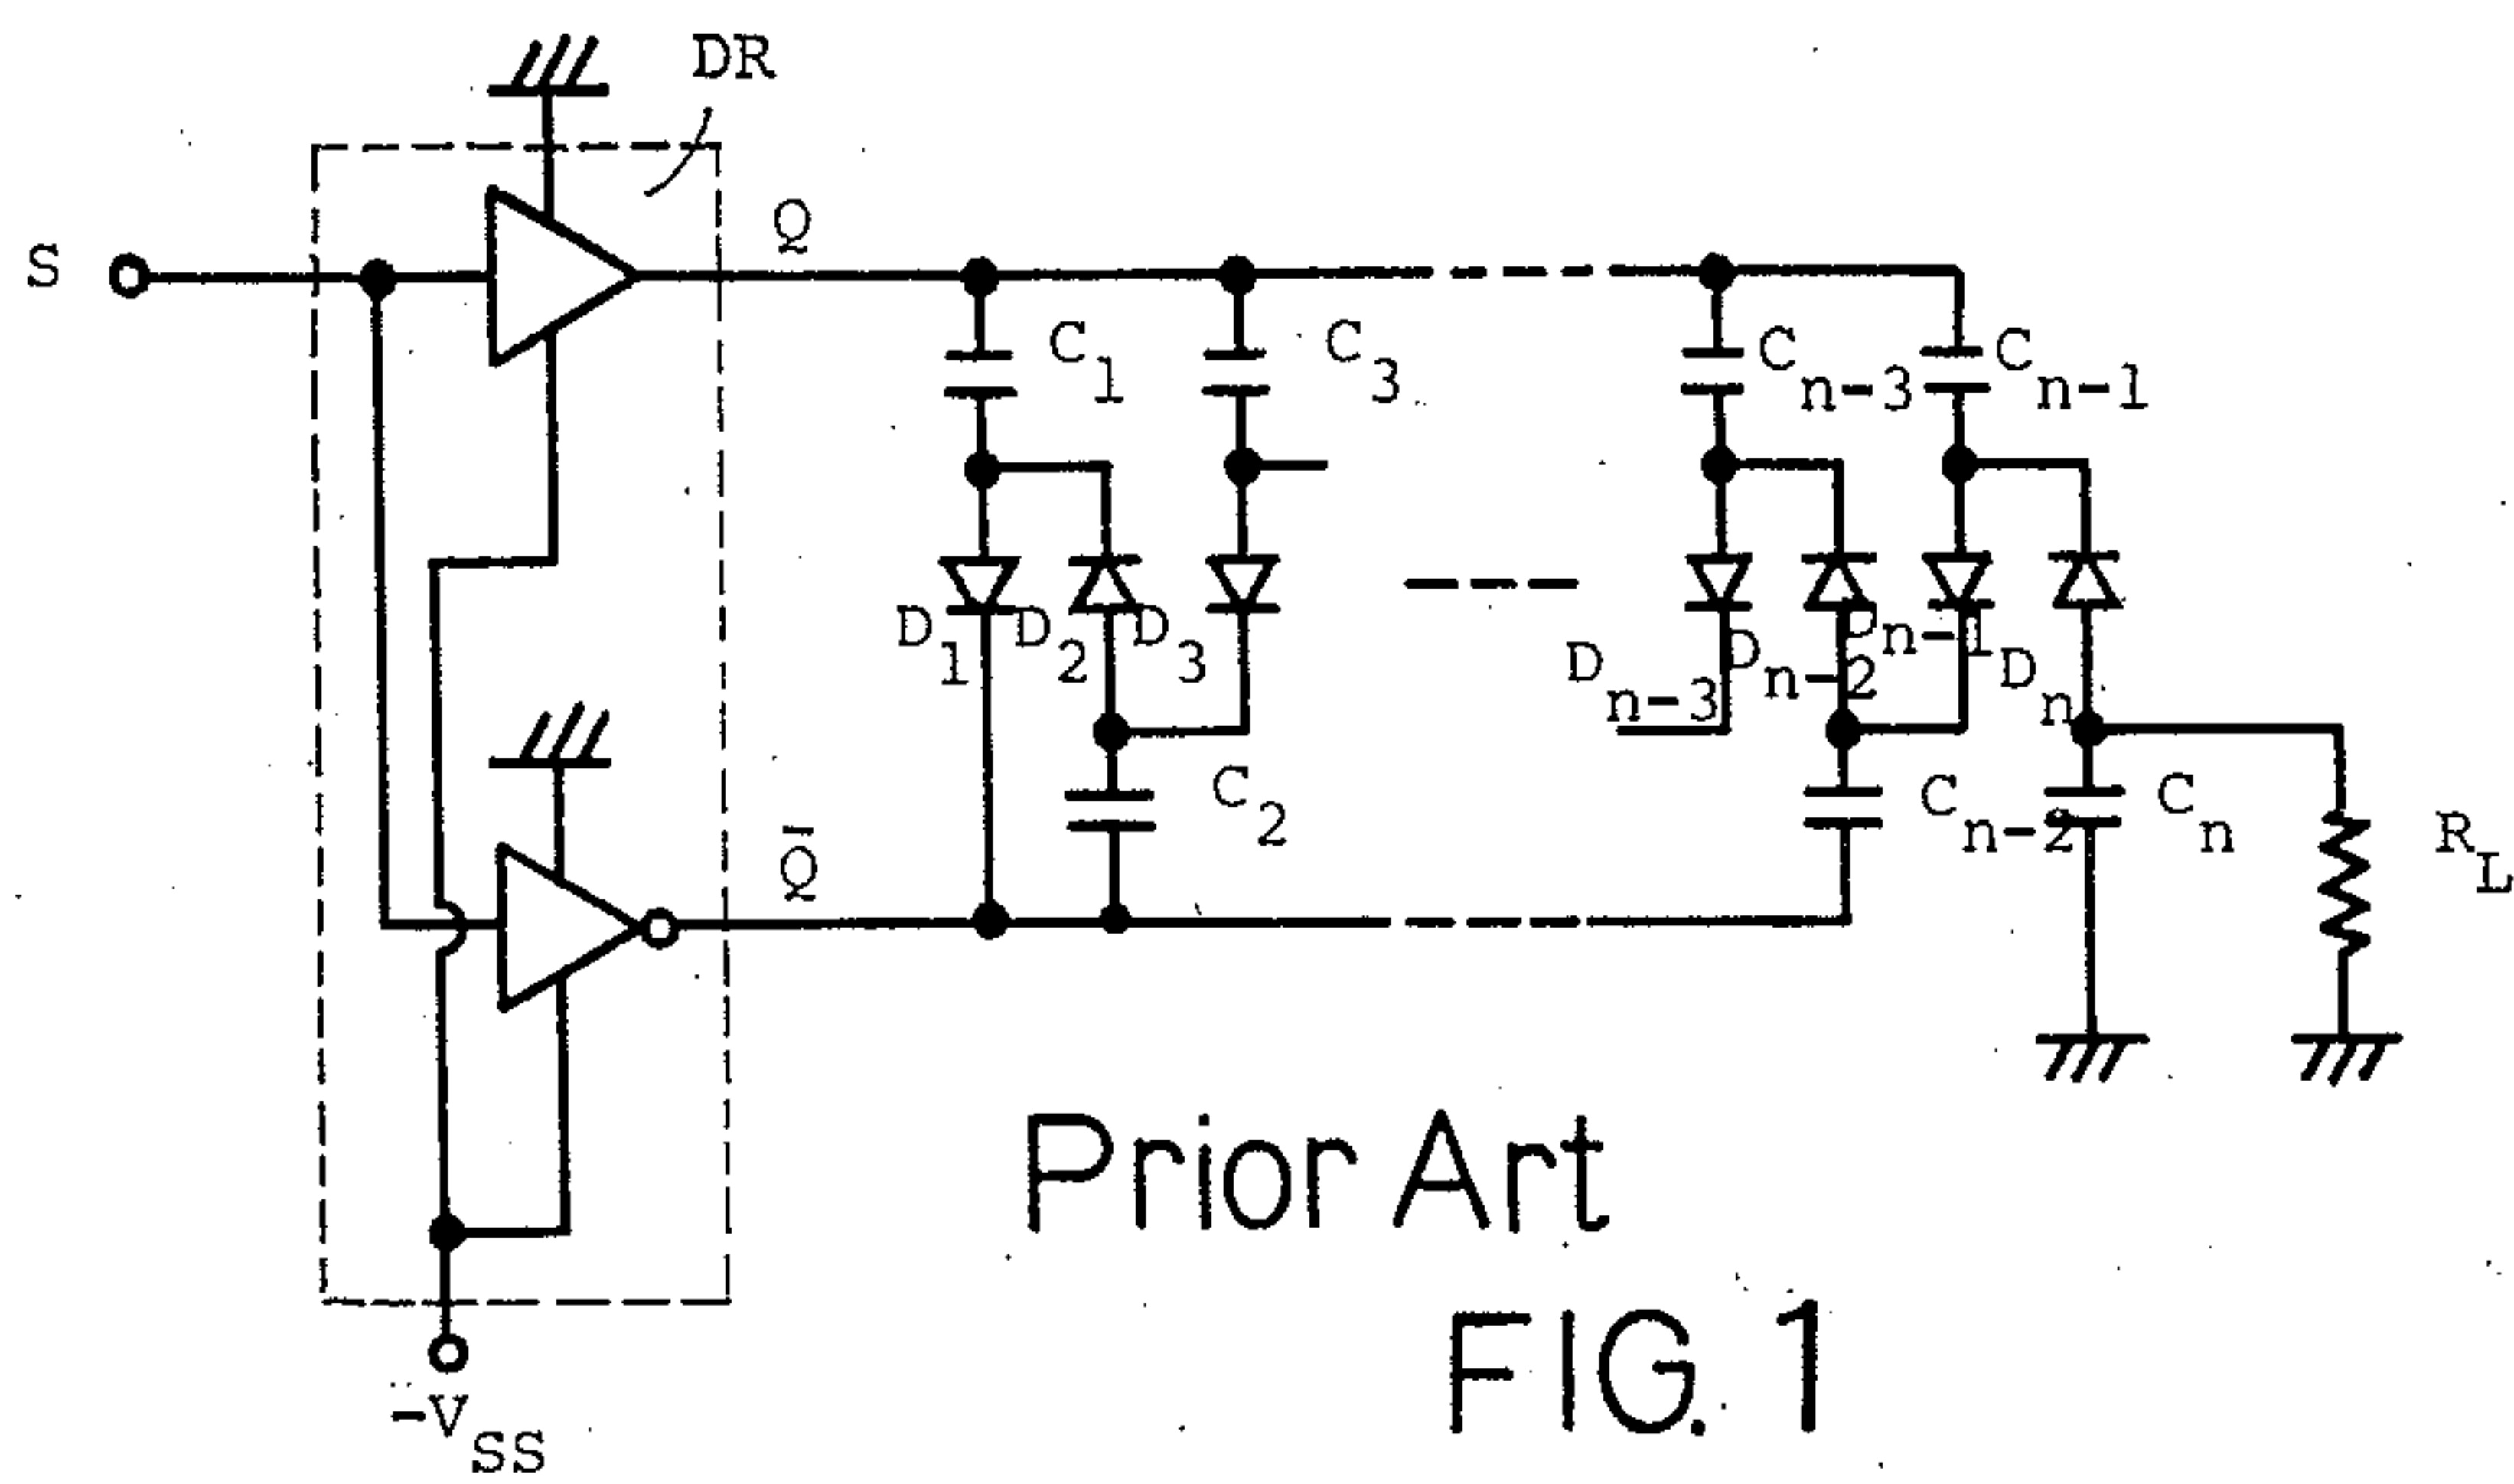 DR
S
Q
C1
C3
Cn-3
Cn-1
D1
D2
D3
Dn-3
Dn-2
Dn-1
Dn
C2
Cn-2
Cn
RL
Q̅
Prior Art
FIG. 1
-VSS